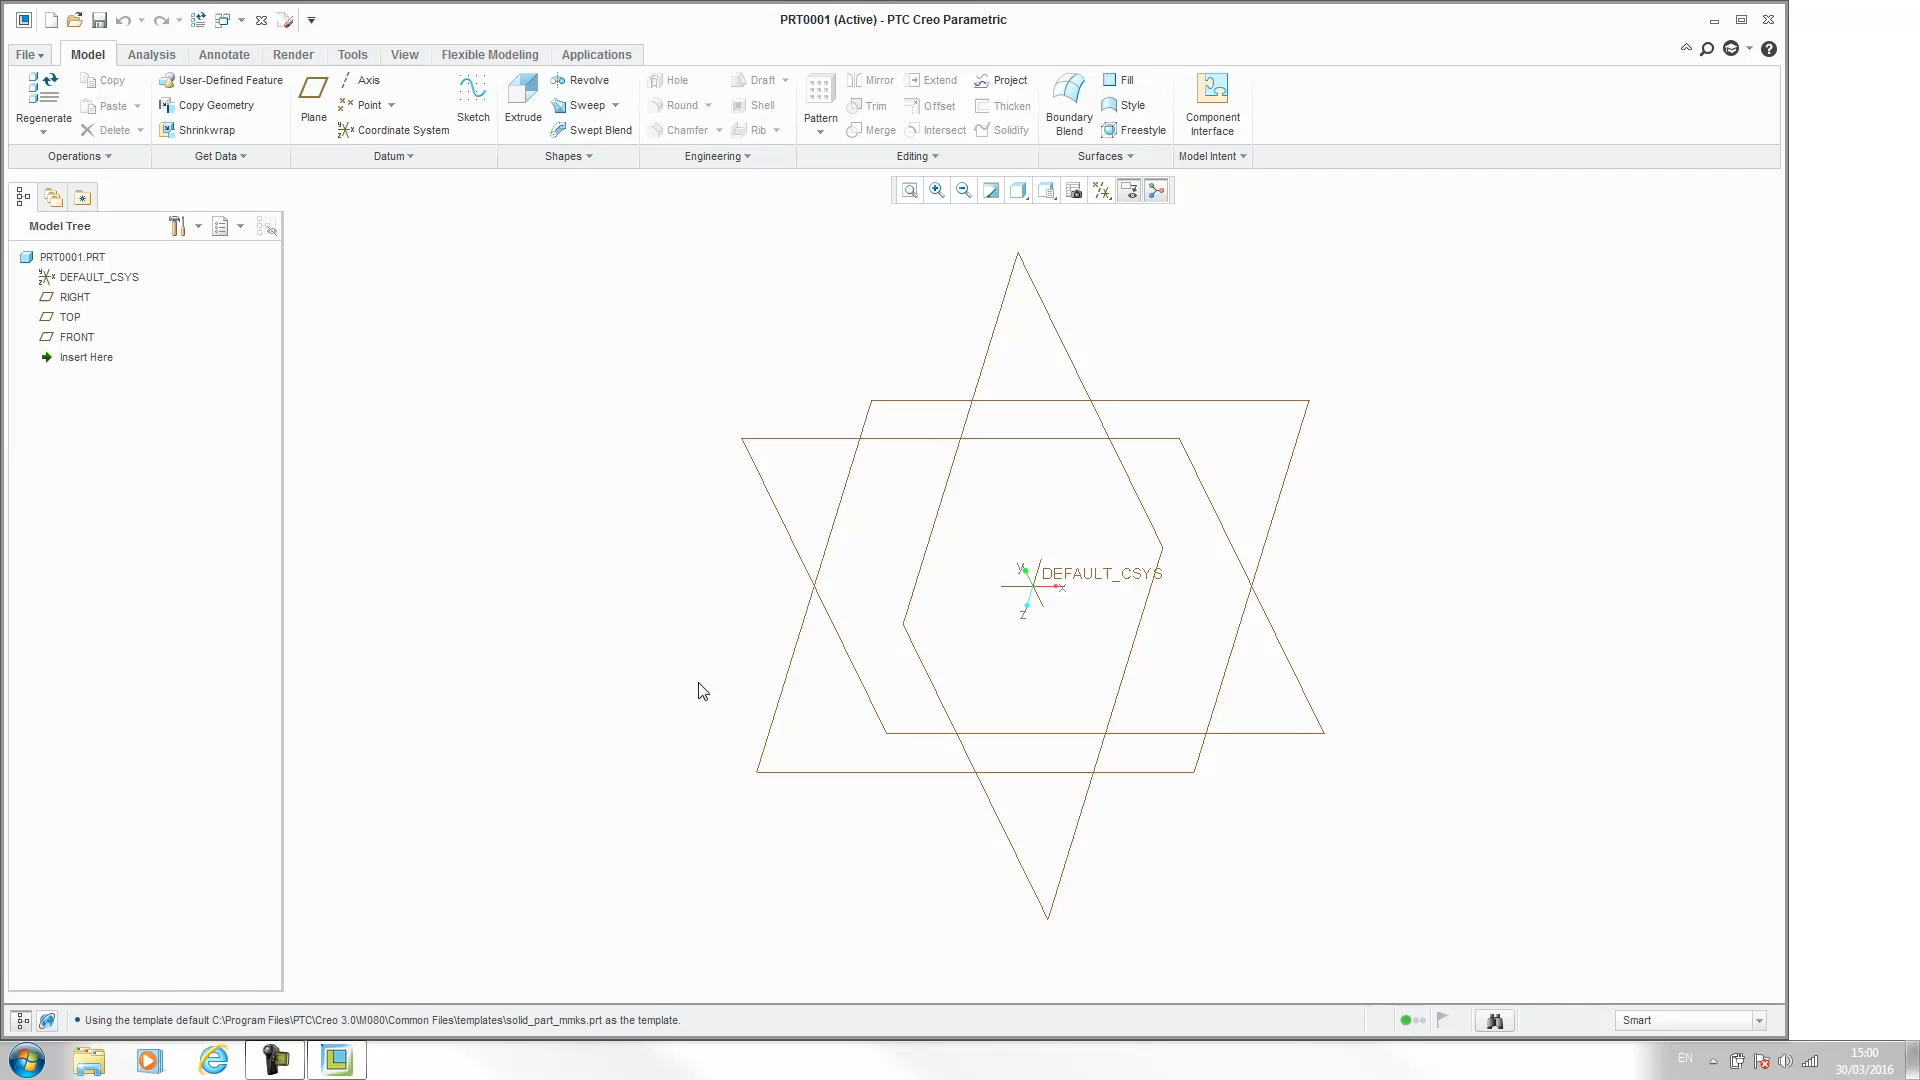 PRT0001 (Active) - PTC Creo Parametric
File Model Analysis Annotate Render Tools View Flexible Modeling Applications
Regenerate Copy Paste Delete
User-Defined Feature Copy Geometry Shrinkwrap
Plane Axis Point Coordinate System Sketch
Extrude Revolve Sweep Swept Blend
Hole Round Chamfer Draft Shell Rib
Pattern Mirror Trim Merge Extend Offset Intersect Project Thicken Solidify
Boundary Blend Fill Style Freestyle
Component Interface
Operations Get Data Datum Shapes Engineering Editing Surfaces Model Intent
Model Tree
PRT0001.PRT
DEFAULT_CSYS
RIGHT
TOP
FRONT
Insert Here
y
DEFAULT_CSYS
x
z
Using the template default C:\Program Files\PTC\Creo 3.0\M080\Common Files\templates\solid_part_mmks.prt as the template.
Smart
EN
15:00
30/03/2016